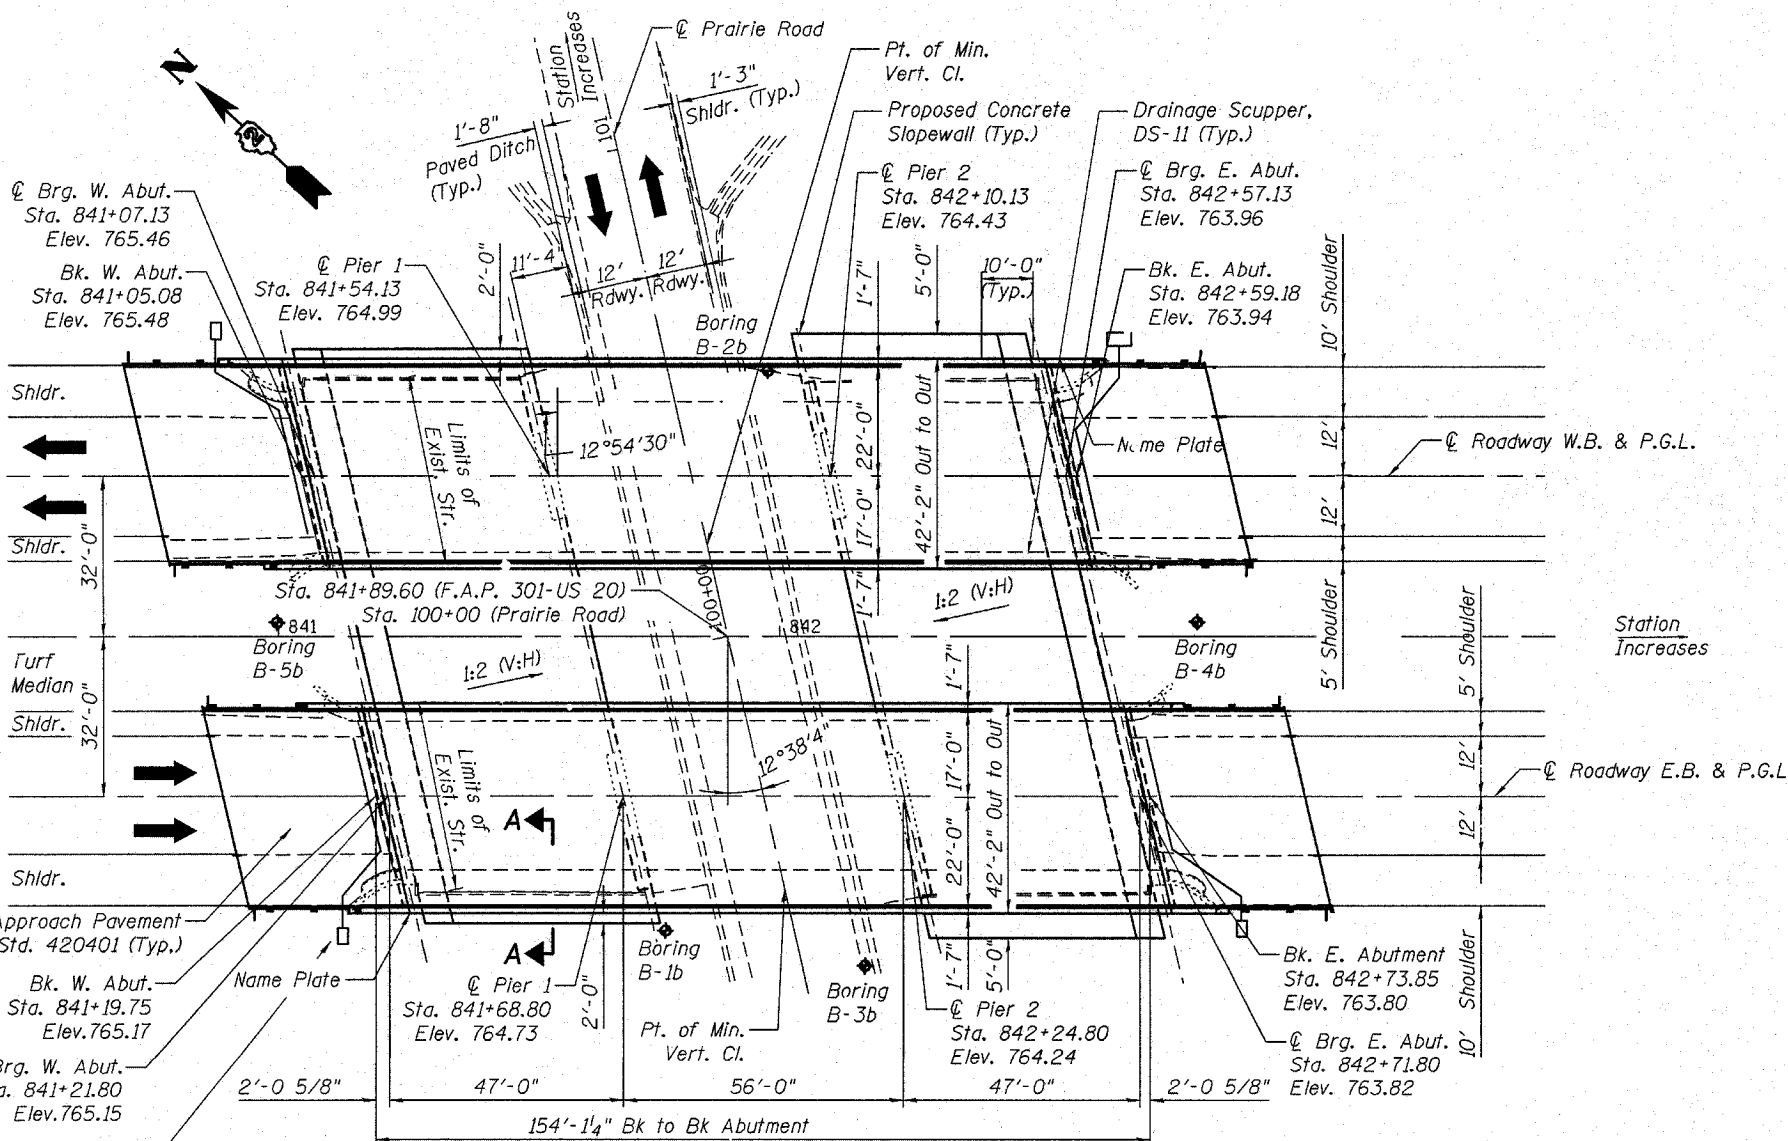 ℄ Prairie Road
Station
Increases
101
1'-3"
Shldr. (Typ.)
Pt. of Min.
Vert. Cl.
Proposed Concrete
Slopewall (Typ.)
Drainage Scupper,
DS-11 (Typ.)
N
2
1'-8"
Paved Ditch
(Typ.)
℄ Brg. W. Abut.
Sta. 841+07.13
Elev. 765.46
Bk. W. Abut.
Sta. 841+05.08
Elev. 765.48
℄ Pier 1
Sta. 841+54.13
Elev. 764.99
2'-0"
11'-4"
12'
Rdwy.
12'
Rdwy.
Boring
B-2b
℄ Pier 2
Sta. 842+10.13
Elev. 764.43
1'-7"
5'-0"
10'-0"
(Typ.)
℄ Brg. E. Abut.
Sta. 842+57.13
Elev. 763.96
Bk. E. Abut.
Sta. 842+59.18
Elev. 763.94
10' Shoulder
Shldr.
Limits of
Exist. Str.
12°54'30"
22'-0"
17'-0"
42'-2" Out to Out
Name Plate
12'
12'
℄ Roadway W.B. & P.G.L.
Shldr.
32'-0"
Sta. 841+89.60 (F.A.P. 301-US 20)
Sta. 100+00 (Prairie Road)
100+00
1'-7"
1:2 (V:H)
5' Shoulder
841
Boring
B-5b
842
Boring
B-4b
5' Shoulder
Station
Increases
Turf
Median
1:2 (V:H)
32'-0"
Shldr.
1'-7"
Limits of
Exist. Str.
12°38'4"
17'-0"
22'-0"
42'-2" Out to Out
12'
12'
℄ Roadway E.B. & P.G.L
A
Shldr.
Approach Pavement
Std. 420401 (Typ.)
Bk. W. Abut.
Sta. 841+19.75
Elev.765.17
Brg. W. Abut.
a. 841+21.80
Elev.765.15
Name Plate
A
℄ Pier 1
Sta. 841+68.80
Elev. 764.73
2'-0"
Boring
B-1b
Pt. of Min.
Vert. Cl.
Boring
B-3b
1'-7"
5'-0"
℄ Pier 2
Sta. 842+24.80
Elev. 764.24
Bk. E. Abutment
Sta. 842+73.85
Elev. 763.80
℄ Brg. E. Abut.
Sta. 842+71.80
Elev. 763.82
10' Shoulder
2'-0 5/8"
47'-0"
56'-0"
47'-0"
2'-0 5/8"
154'-1¼" Bk to Bk Abutment